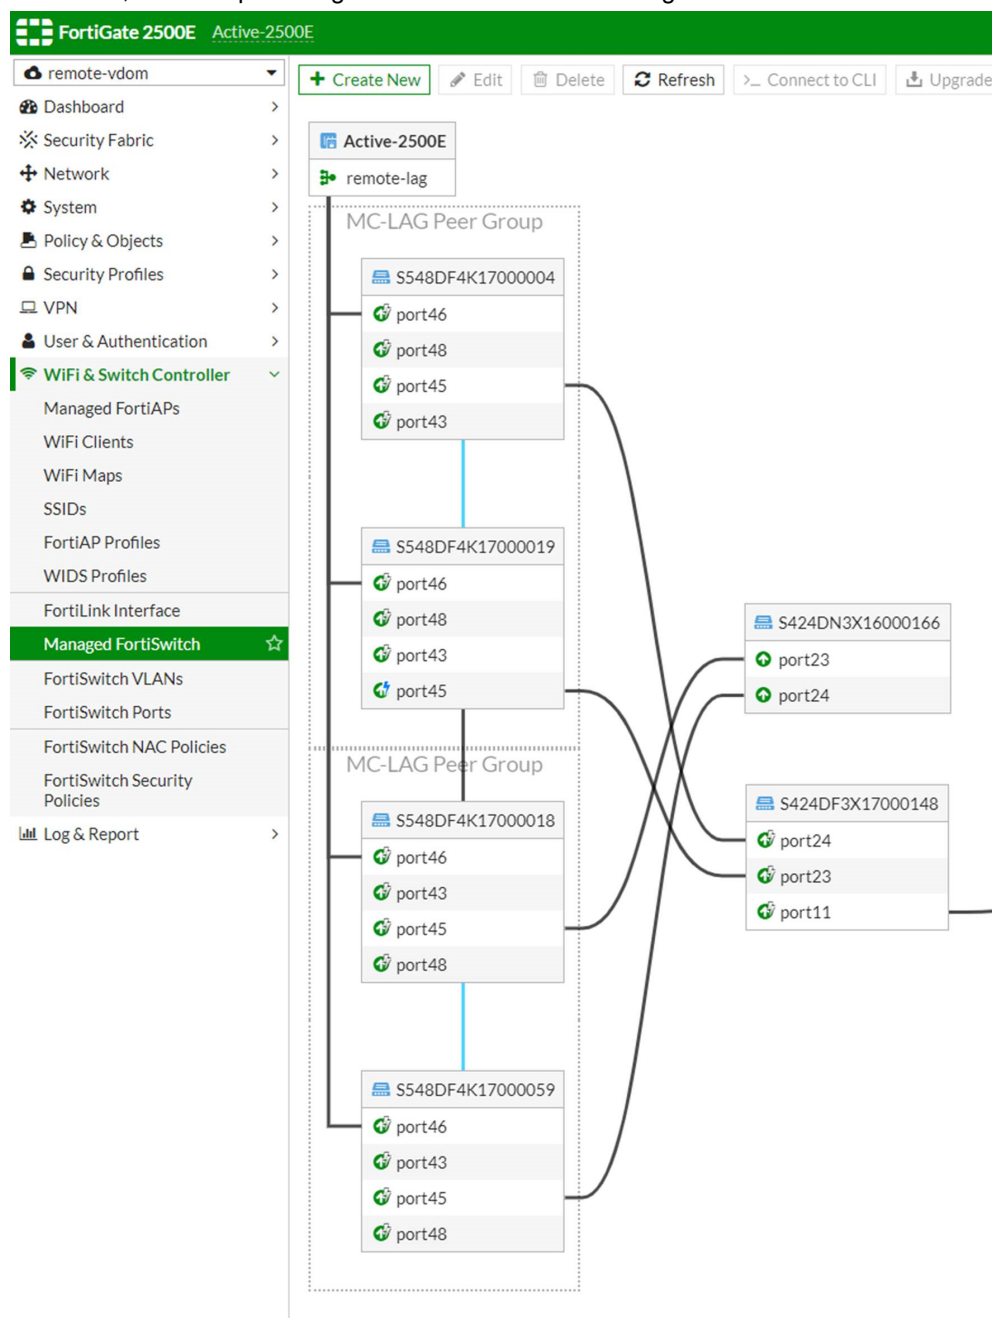 FortiGate 2500E Active-2500E
remote-vdom
Dashboard
Security Fabric
Network
System
Policy & Objects
Security Profiles
VPN
User & Authentication
WiFi & Switch Controller
Managed FortiAPs
WiFi Clients
WiFi Maps
SSIDs
FortiAP Profiles
WIDS Profiles
FortiLink Interface
Managed FortiSwitch
FortiSwitch VLANs
FortiSwitch Ports
FortiSwitch NAC Policies
FortiSwitch Security
Policies
Log & Report
+ Create New Edit Delete Refresh >_ Connect to CLI Upgrade
Active-2500E
remote-lag
MC-LAG Peer Group
S548DF4K17000004
port46
port48
port45
port43
S548DF4K17000019
port46
port48
port43
port45
MC-LAG Peer Group
S548DF4K17000018
port46
port43
port45
port48
S548DF4K17000059
port46
port43
port45
port48
S424DN3X16000166
port23
port24
S424DF3X17000148
port24
port23
port11